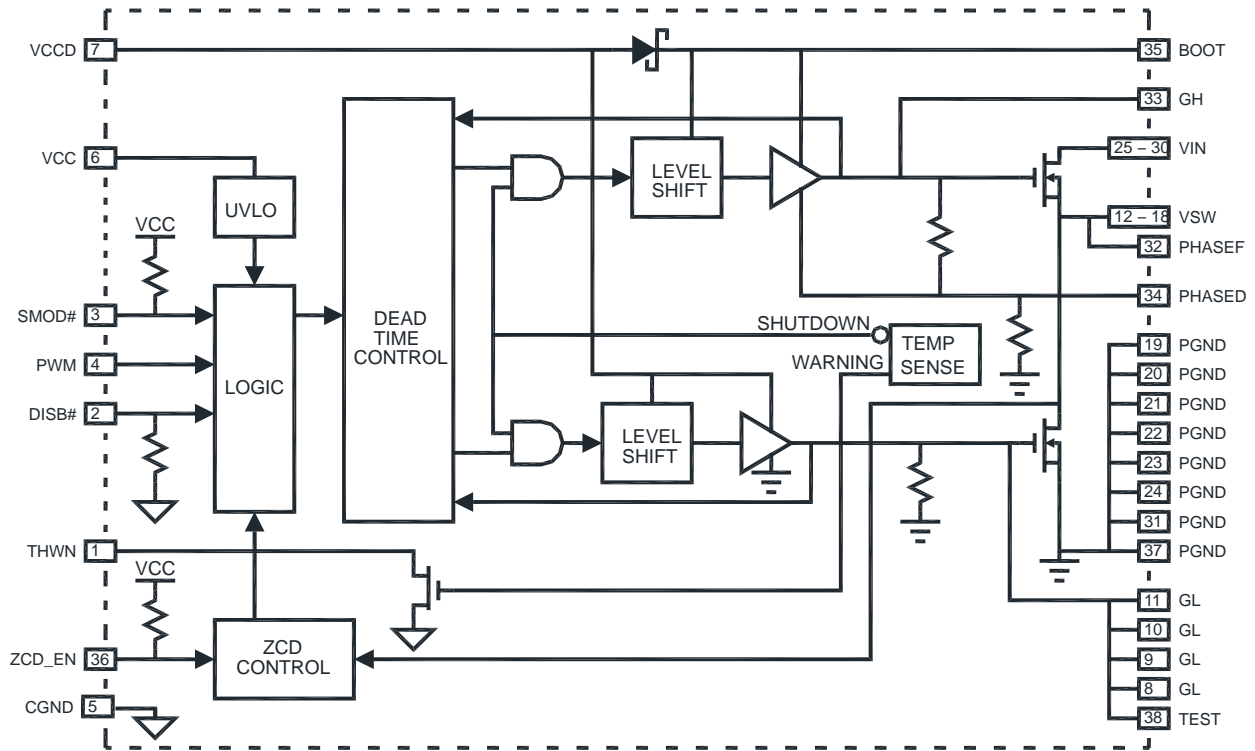 VCCD 7
35 BOOT
33 GH
VCC 6
25 – 30 VIN
LEVEL
SHIFT
UVLO
12 – 18 VSW
VCC
32 PHASEF
34 PHASED
SMOD# 3
DEAD
TIME
CONTROL
SHUTDOWN
TEMP
SENSE
WARNING
19 PGND
PWM 4
20 PGND
LOGIC
21 PGND
DISB# 2
LEVEL
SHIFT
22 PGND
23 PGND
24 PGND
31 PGND
THWN 1
37 PGND
VCC
11 GL
10 GL
ZCD_EN 36
ZCD
CONTROL
9 GL
8 GL
CGND 5
38 TEST